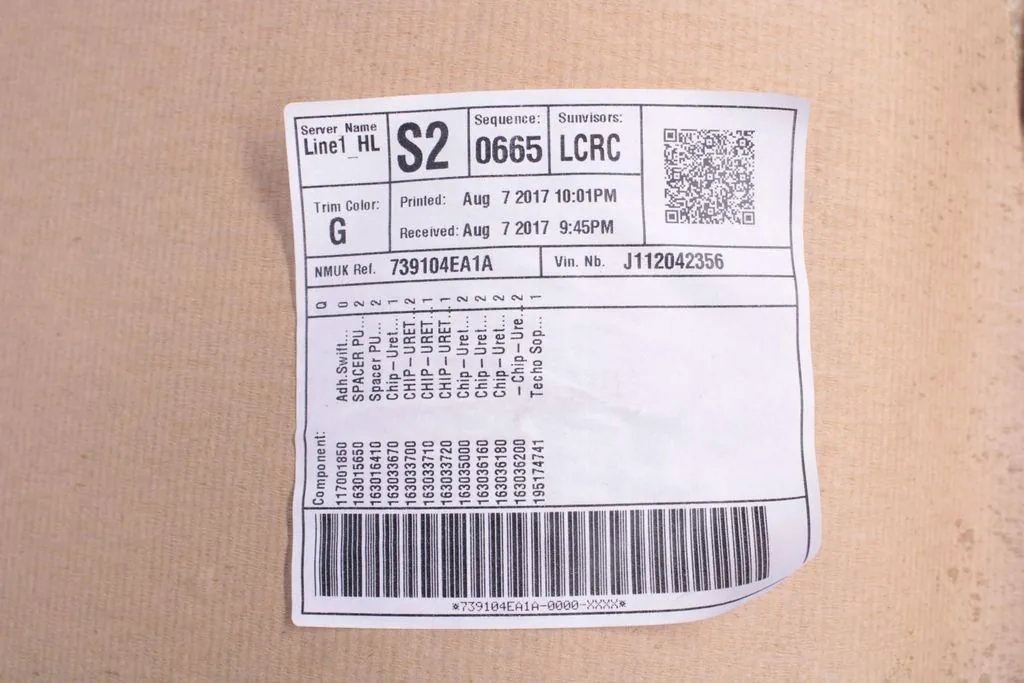 Server Name
Line1_HL
S2
Sequence:
0665
Sunvisors:
LCRC
Trim Color:
G
Printed: Aug 7 2017 10:01PM
Received: Aug 7 2017 9:45PM
NMUK Ref. 739104EA1A
Vin. Nb. J112042356
Component: Q
117001850 Adh.Swift... 0
163015650 SPACER PU... 2
163016410 Spacer PU... 2
163033670 Chip-Uret... 1
163033700 CHIP-URET... 2
163033710 CHIP-URET... 1
163033720 CHIP-URET... 1
163035000 Chip-Uret... 2
163036160 Chip-Uret... 2
163036180 Chip-Uret... 2
163036200 -Chip-Ure... 2
195174741 Techo Sop... 1
*739104EA1A-0000-XXXX*